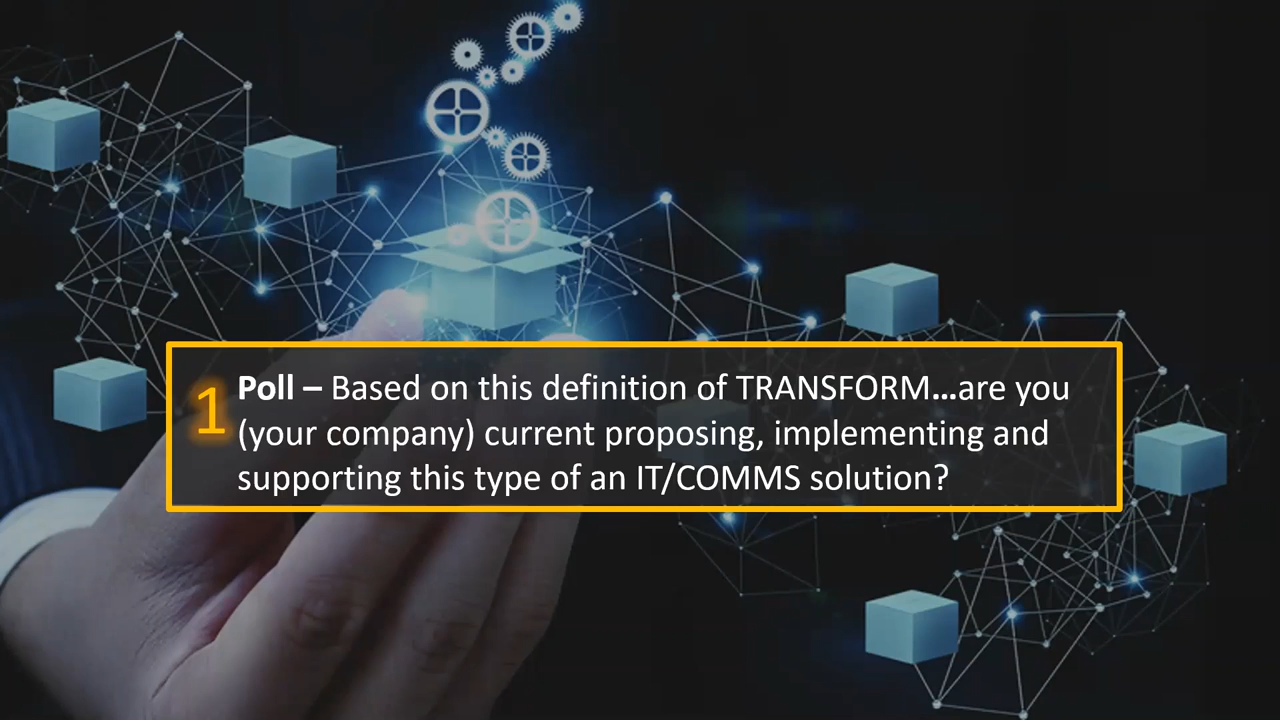 1
Poll – Based on this definition of TRANSFORM…are you
(your company) current proposing, implementing and
supporting this type of an IT/COMMS solution?